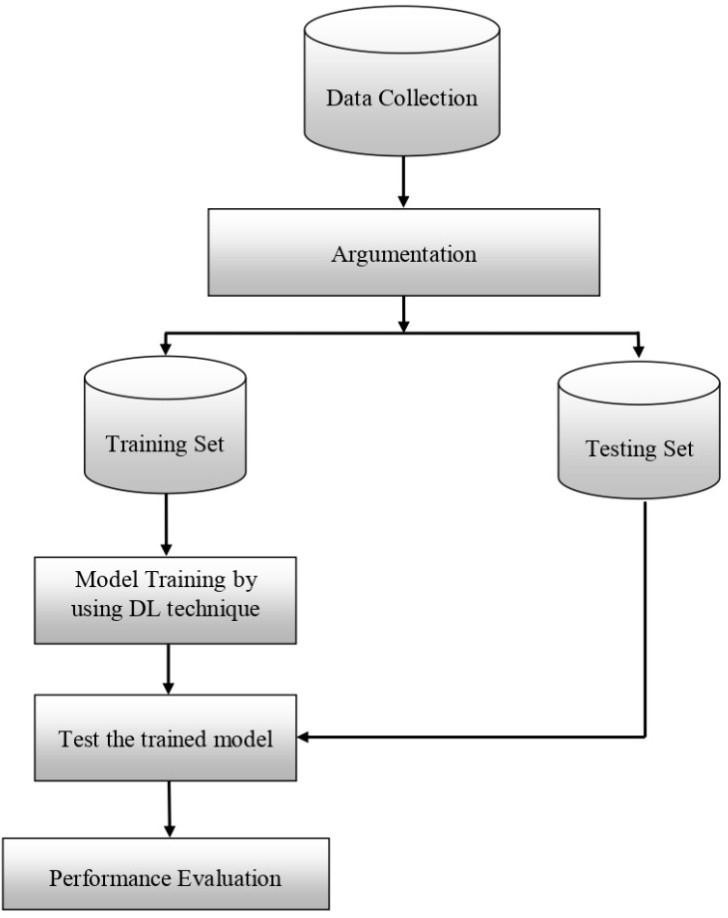 Data Collection
Argumentation
Training Set
Testing Set
Model Training by
using DL technique
Test the trained model
Performance Evaluation